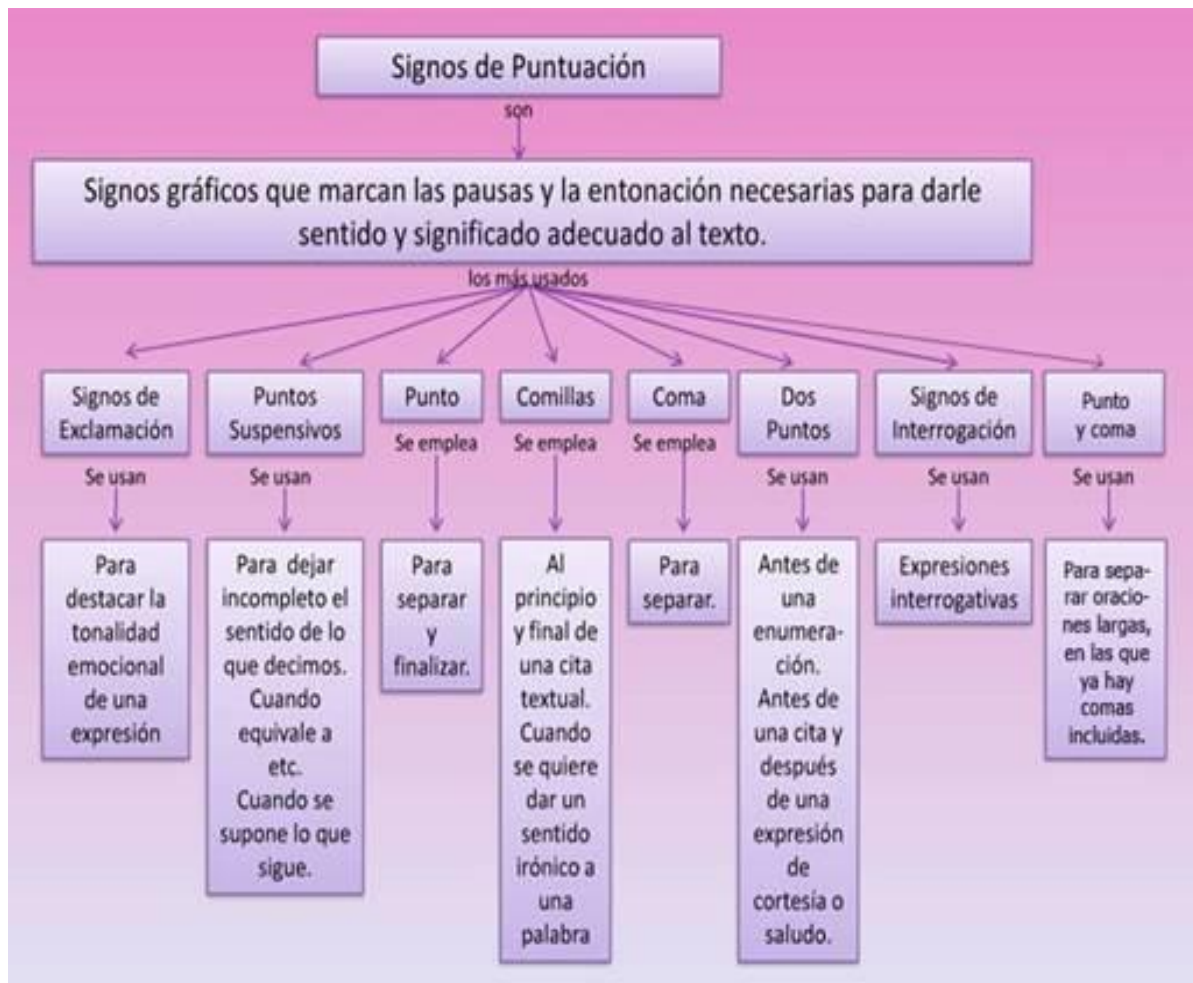 Signos de Puntuación
son
Signos gráficos que marcan las pausas y la entonación necesarias para darle
sentido y significado adecuado al texto.
los más usados
Signos de
Exclamación
Se usan
Para
destacar la
tonalidad
emocional
de una
expresión
Puntos
Suspensivos
Se usan
Para dejar
incompleto el
sentido de lo
que decimos.
Cuando
equivale a
etc.
Cuando se
supone lo que
sigue.
Punto
Se emplea
Para
separar
y
finalizar.
Comillas
Se emplea
Al
principio
y final de
una cita
textual.
Cuando
se quiere
dar un
sentido
irónico a
una
palabra
Coma
Se emplea
Para
separar.
Dos
Puntos
Se usan
Antes de
una
enumera-
ción.
Antes de
una cita y
después
de una
expresión
de
cortesía o
saludo.
Signos de
Interrogación
Se usan
Expresiones
interrogativas
Punto
y coma
Se usan
Para sepa-
rar oracio-
nes largas,
en las que
ya hay
comas
incluidas.